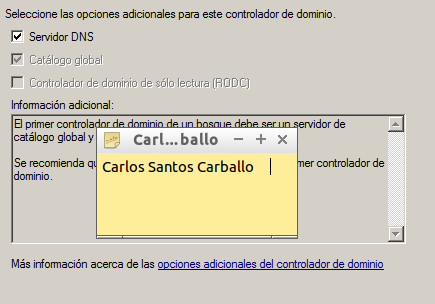 Seleccione las opciones adicionales para este controlador de dominio.
Servidor DNS
Catálogo global
Controlador de dominio de sólo lectura (RODC)
Información adicional:
El primer controlador de dominio de un bosque debe ser un servidor de
catálogo global y
Se recomienda qu
mer controlador de
dominio.
Carl...ballo
Carlos Santos Carballo
Más información acerca de las opciones adicionales del controlador de dominio